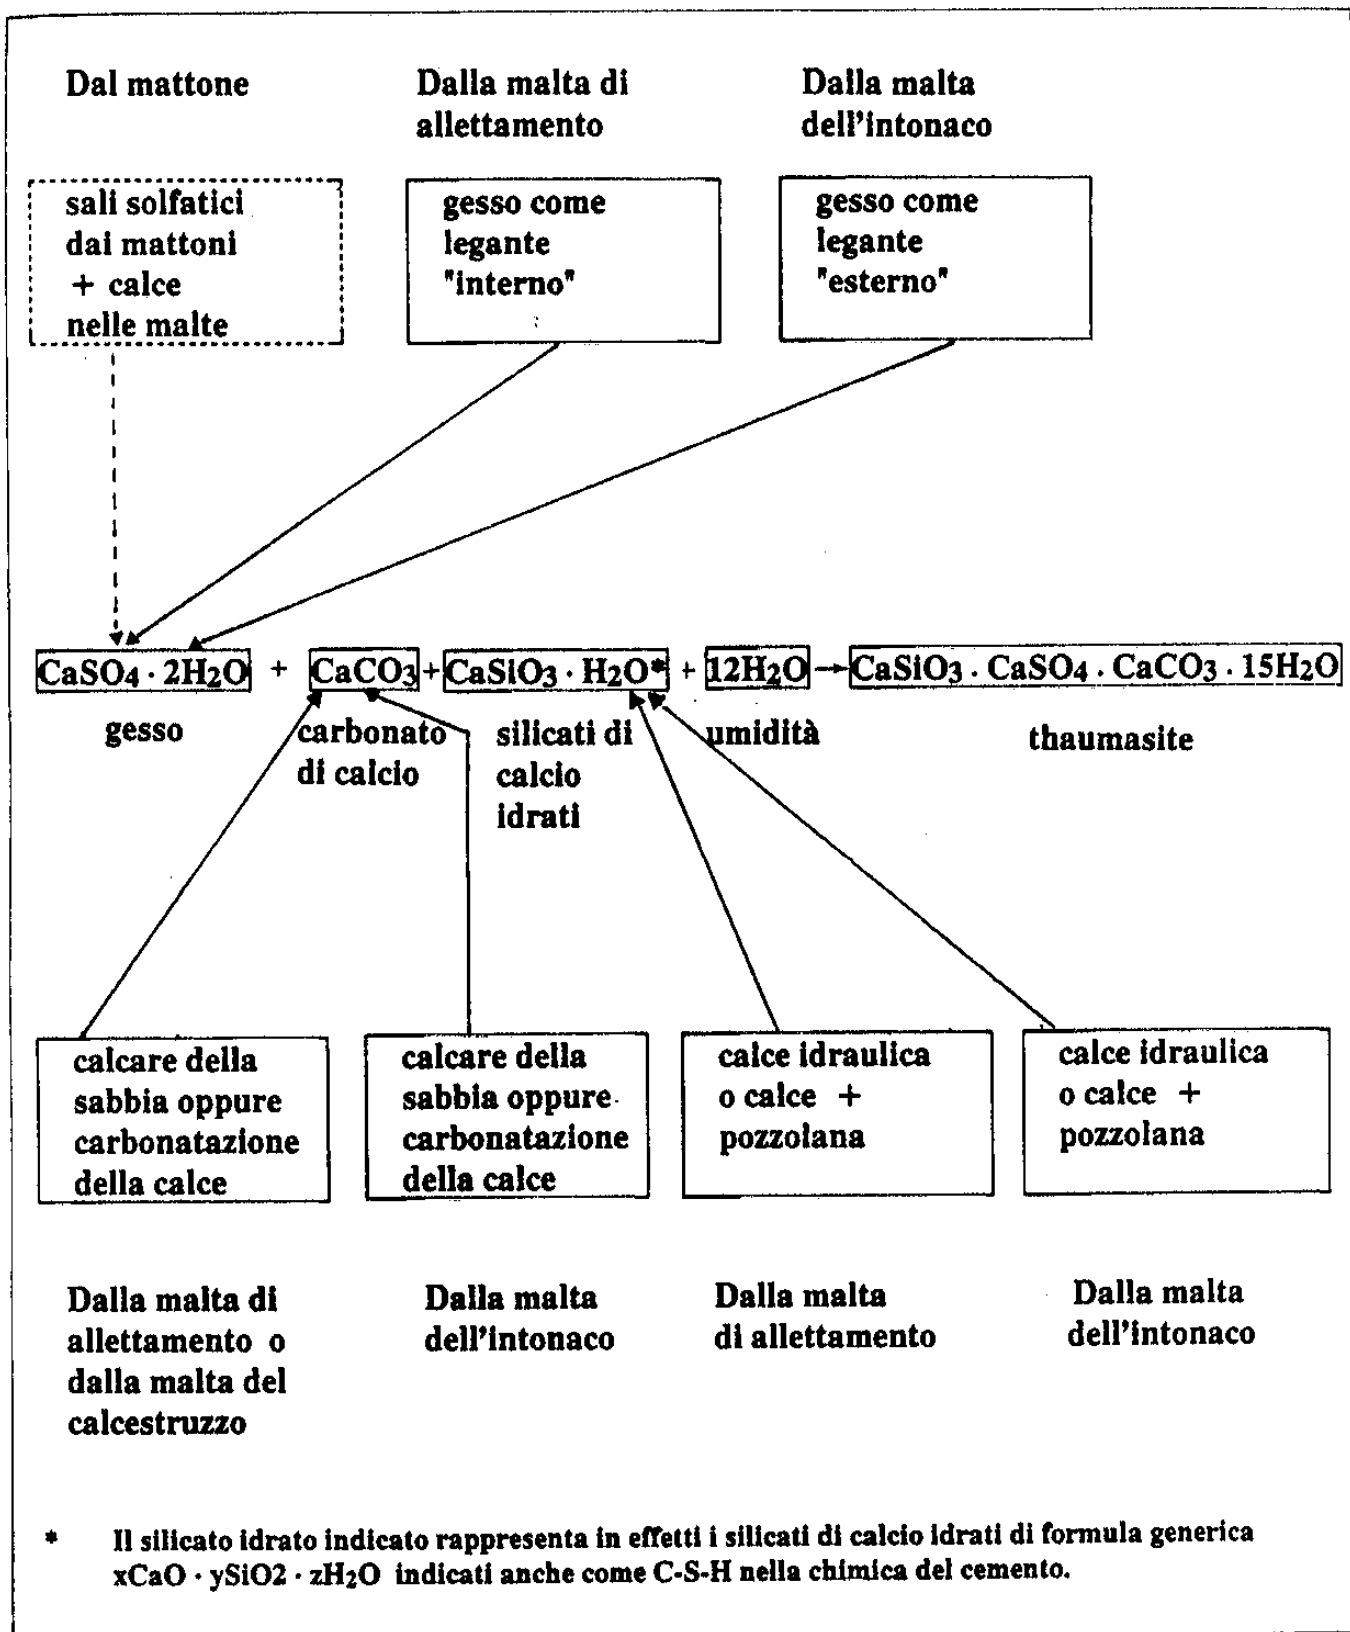 Dal mattone
Dalla malta di
allettamento
Dalla malta
dell'intonaco
sali solfatici
dai mattoni
+ calce
nelle malte
gesso come
legante
"interno"
gesso come
legante
"esterno"
CaSO4 · 2H2O + CaCO3 + CaSiO3 · H2O* + 12H2O → CaSiO3 . CaSO4 . CaCO3 · 15H2O
gesso
carbonato
di calcio
silicati di
calcio
idrati
umidità
thaumasite
calcare della
sabbia oppure
carbonatazione
della calce
calcare della
sabbia oppure
carbonatazione
della calce
calce idraulica
o calce +
pozzolana
calce idraulica
o calce +
pozzolana
Dalla malta di
allettamento o
dalla malta del
calcestruzzo
Dalla malta
dell'intonaco
Dalla malta
di allettamento
Dalla malta
dell'intonaco
* Il silicato idrato indicato rappresenta in effetti i silicati di calcio idrati di formula generica
xCaO · ySiO2 · zH2O indicati anche come C-S-H nella chimica del cemento.